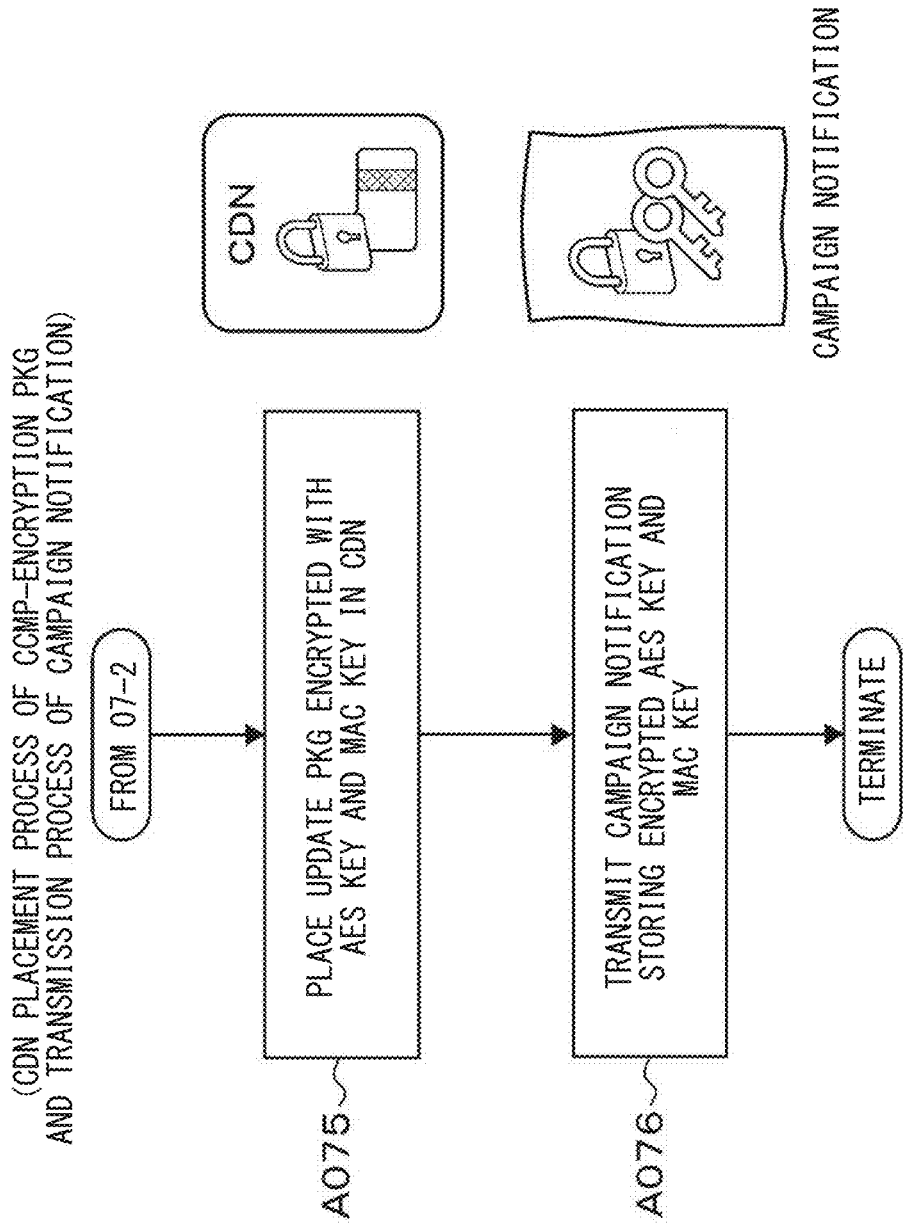 (CDN PLACEMENT PROCESS OF CCMP-ENCRYPTION PKG
AND TRANSMISSION PROCESS OF CAMPAIGN NOTIFICATION)
FROM 07-2
A075
PLACE UPDATE PKG ENCRYPTED WITH
AES KEY AND MAC KEY IN CDN
CDN
A076
TRANSMIT CAMPAIGN NOTIFICATION
STORING ENCRYPTED AES KEY AND
MAC KEY
CAMPAIGN NOTIFICATION
TERMINATE